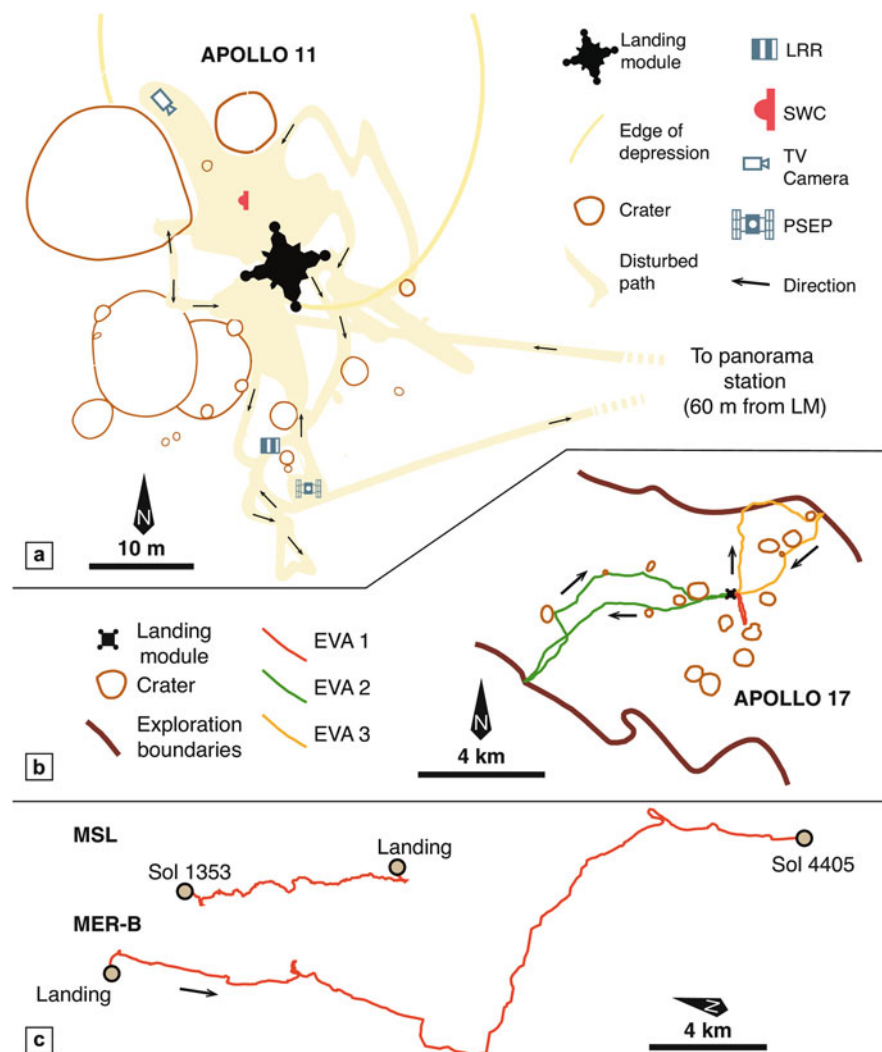 APOLLO 11
Landing
module
LRR
SWC
Edge of
depression
TV
Camera
Crater
PSEP
Disturbed
path
Direction
To panorama
station
(60 m from LM)
N
10 m
a
Landing
module
Crater
Exploration
boundaries
EVA 1
EVA 2
EVA 3
N
4 km
APOLLO 17
b
MSL
Sol 1353
Landing
Sol 4405
MER-B
Landing
N
4 km
c